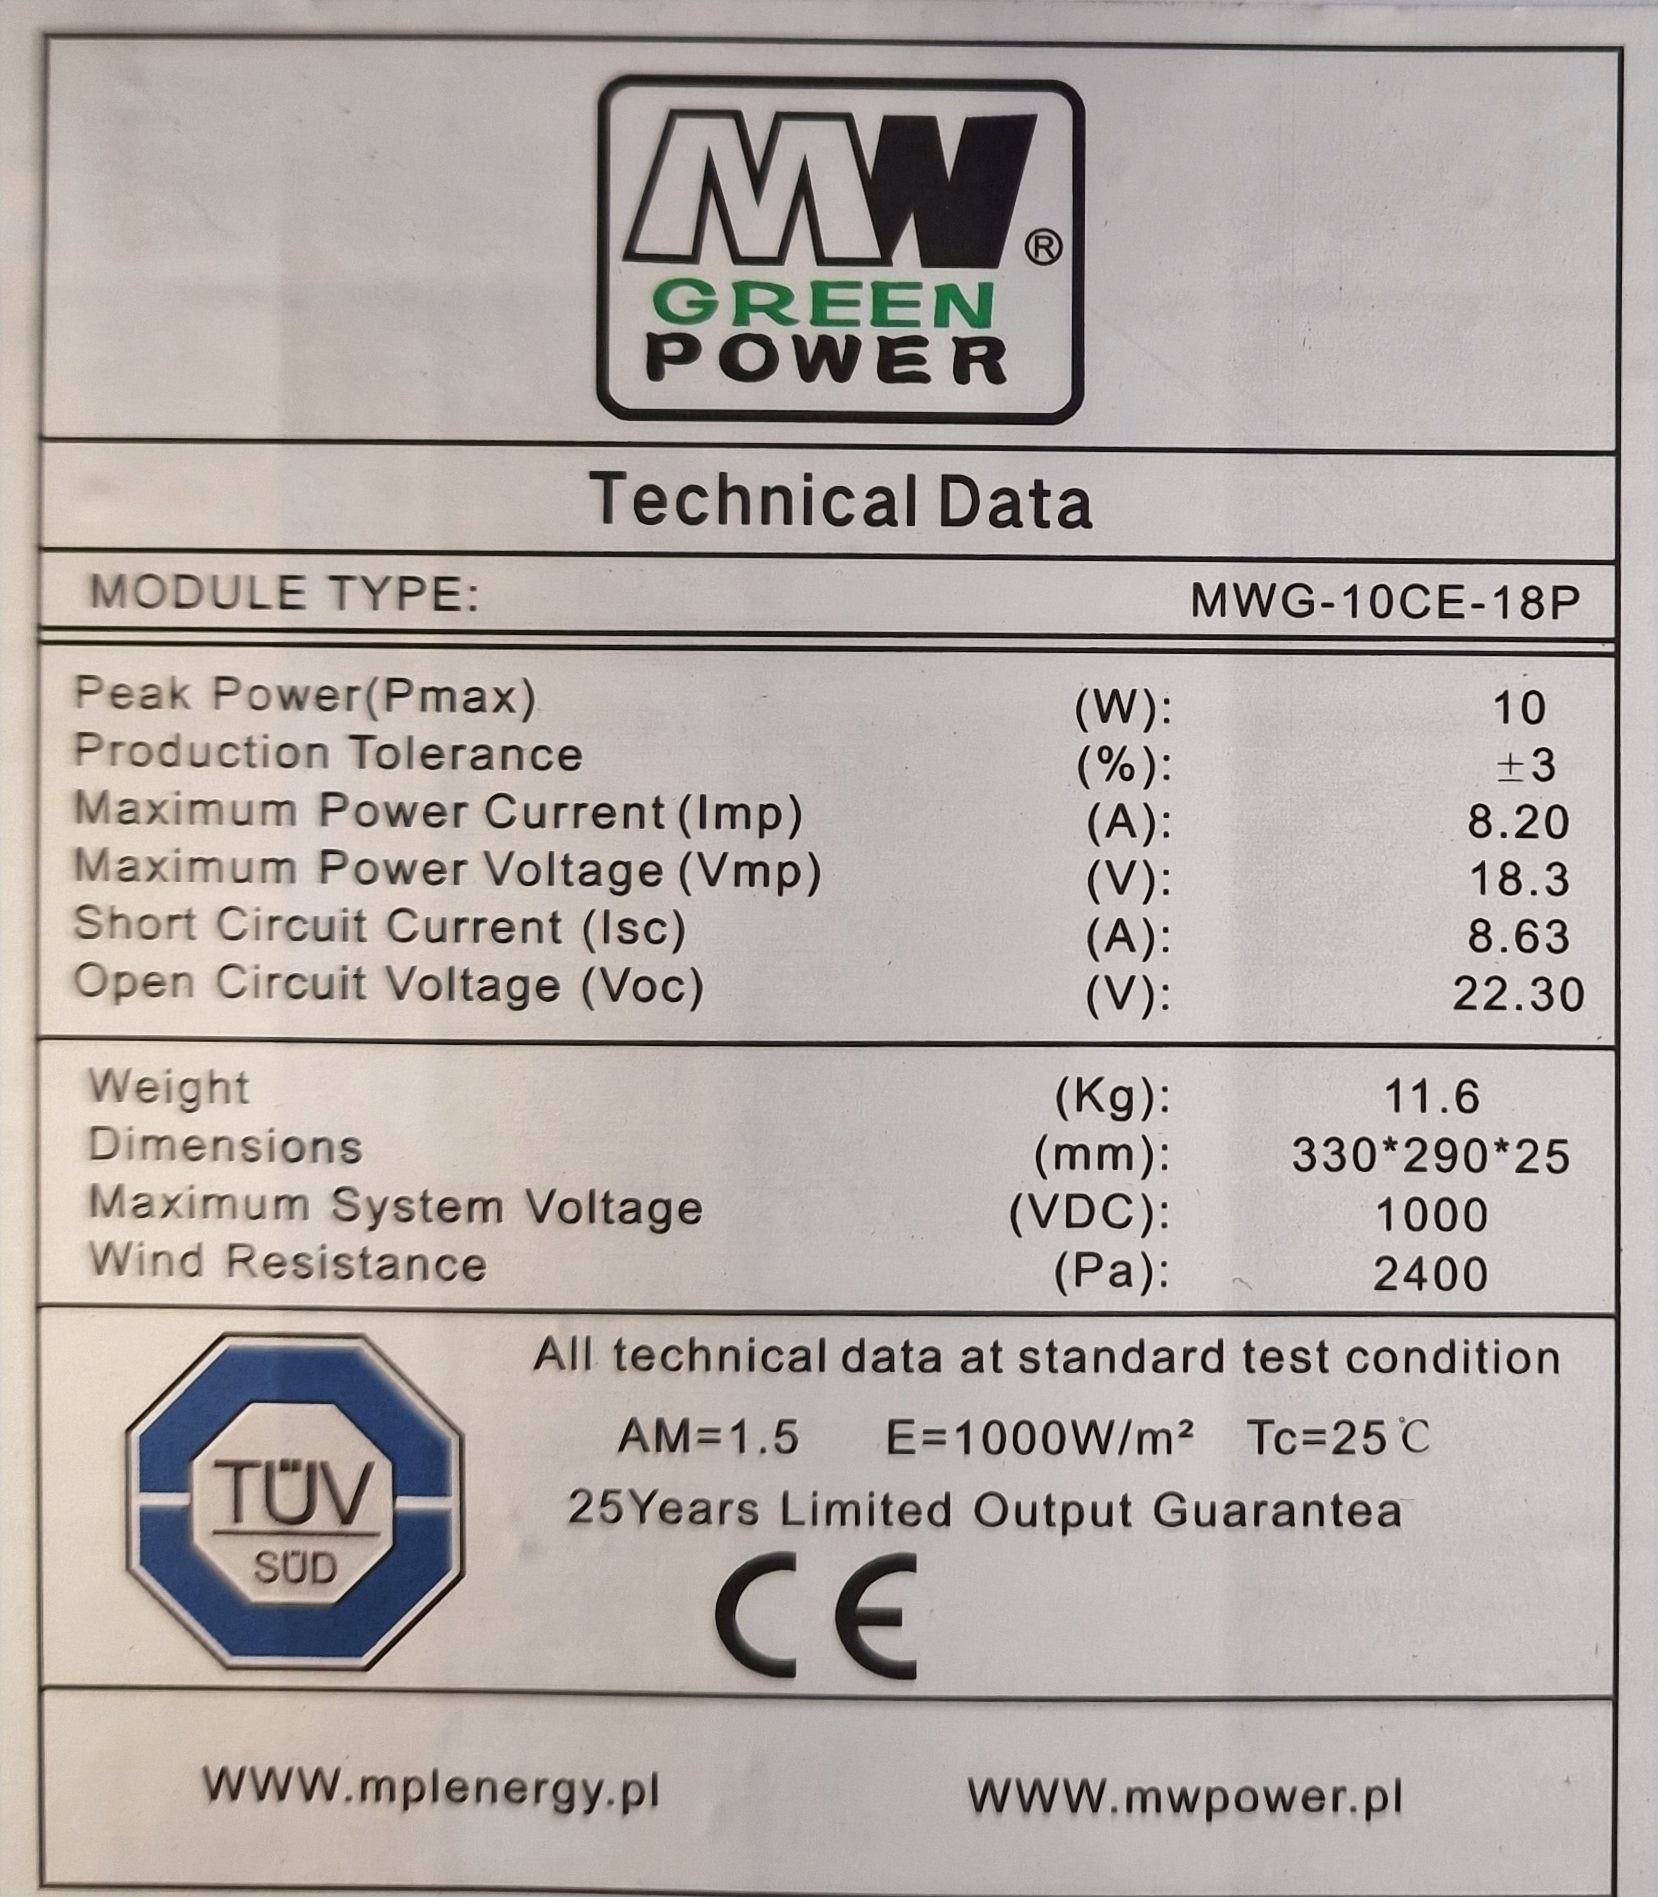 MW®
GREEN
POWER
Technical Data
MODULE TYPE: MWG-10CE-18P
Peak Power(Pmax) (W): 10
Production Tolerance (%): ±3
Maximum Power Current (Imp) (A): 8.20
Maximum Power Voltage (Vmp) (V): 18.3
Short Circuit Current (Isc) (A): 8.63
Open Circuit Voltage (Voc) (V): 22.30
Weight (Kg): 11.6
Dimensions (mm): 330*290*25
Maximum System Voltage (VDC): 1000
Wind Resistance (Pa): 2400
All technical data at standard test condition
AM=1.5 E=1000W/m² Tc=25℃
25Years Limited Output Guarantea
TÜV
SÜD
CE
WWW.mplenergy.pl WWW.mwpower.pl